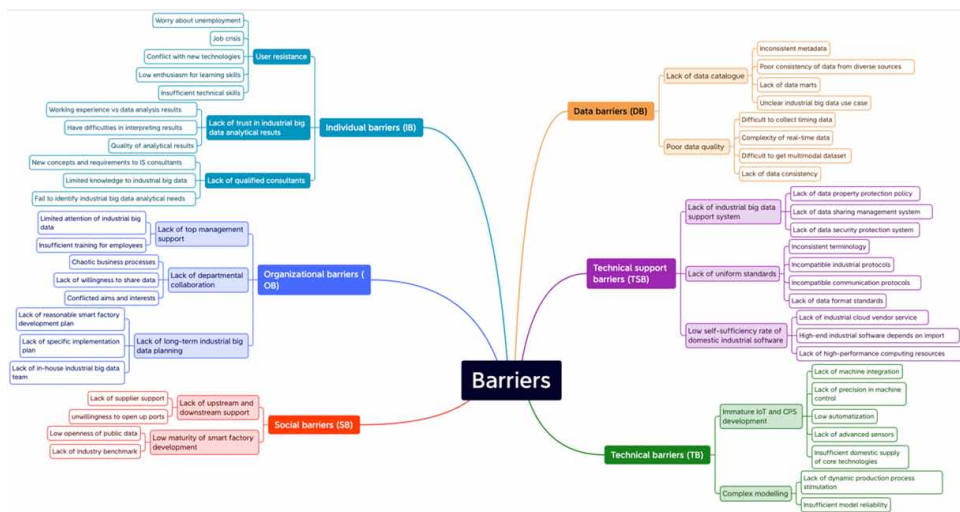 Barriers
Individual barriers (IB)
User resistance
Worry about unemployment
Job crisis
Conflict with new technologies
Low enthusiasm for learning skills
Insufficient technical skills
Lack of trust in industrial big
data analytical resuts
Working experience vs data analysis results
Have difficulties in interpreting results
Quality of analytical results
Lack of qualified consultants
New concepts and requirements to IS consultants
Limited knowledge to industrial big data
Fail to identify industrial big data analytical needs
Organizational barriers (
OB)
Lack of top management
support
Limited attention of industrial big
data
Insufficient training for employees
Lack of departmental
collaboration
Chaotic business processes
Lack of willingness to share data
Conflicted aims and interests
Lack of long-term industrial big
data planning
Lack of reasonable smart factory
development plan
Lack of specific implementation
plan
Lack of in-house industrial big data
team
Social barriers (SB)
Lack of upstream and
downstream support
Lack of supplier support
unwillingness to open up ports
Low maturity of smart factory
development
Low openness of public data
Lack of industry benchmark
Data barriers (DB)
Lack of data catalogue
Inconsistent metadata
Poor consistency of data from diverse sources
Lack of data marts
Unclear industrial big data use case
Poor data quality
Difficult to collect timing data
Complexity of real-time data
Difficult to get multimodal dataset
Lack of data consistency
Technical support
barriers (TSB)
Lack of industrial big data
support system
Lack of data property protection policy
Lack of data sharing management system
Lack of data security protection system
Lack of uniform standards
Inconsistent terminology
Incompatible industrial protocols
Incompatible communication protocols
Lack of data format standards
Low self-sufficiency rate of
domestic industrial software
Lack of industrial cloud vendor service
High-end industrial software depends on import
Lack of high-performance computing resources
Technical barriers (TB)
Immature IoT and CPS
development
Lack of machine integration
Lack of precision in machine
control
Low automatization
Lack of advanced sensors
Insufficient domestic supply
of core technologies
Complex modelling
Lack of dynamic production process
stimulation
Insufficient model reliability